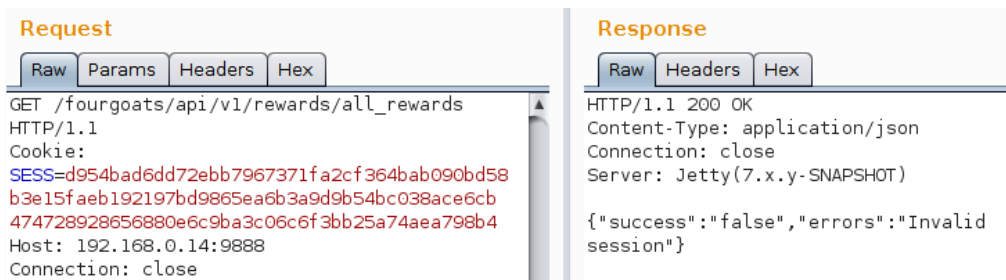 Request
Raw Params Headers Hex
GET /fourgoats/api/v1/rewards/all_rewards
HTTP/1.1
Cookie:
SESS=d954bad6dd72ebb7967371fa2cf364bab090bd58
b3e15faeb192197bd9865ea6b3a9d9b54bc038ace6cb
474728928656880e6c9ba3c06c6f3bb25a74aea798b4
Host: 192.168.0.14:9888
Connection: close
Response
Raw Headers Hex
HTTP/1.1 200 OK
Content-Type: application/json
Connection: close
Server: Jetty(7.x.y-SNAPSHOT)
{"success":"false","errors":"Invalid
session"}